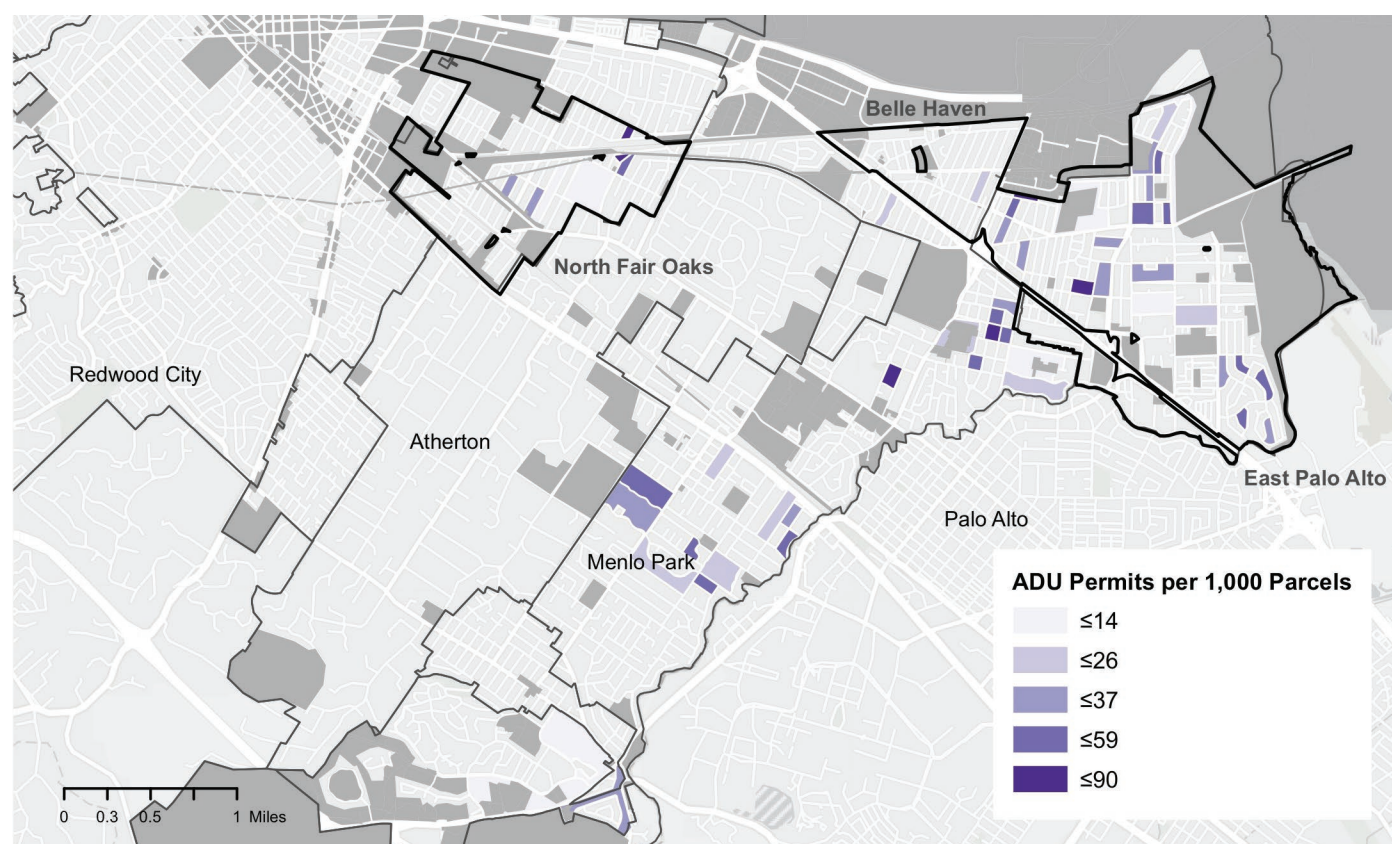 Belle Haven
North Fair Oaks
Redwood City
Atherton
East Palo Alto
Palo Alto
Menlo Park
ADU Permits per 1,000 Parcels
≤14
≤26
≤37
≤59
≤90
0 0.3 0.5 1 Miles